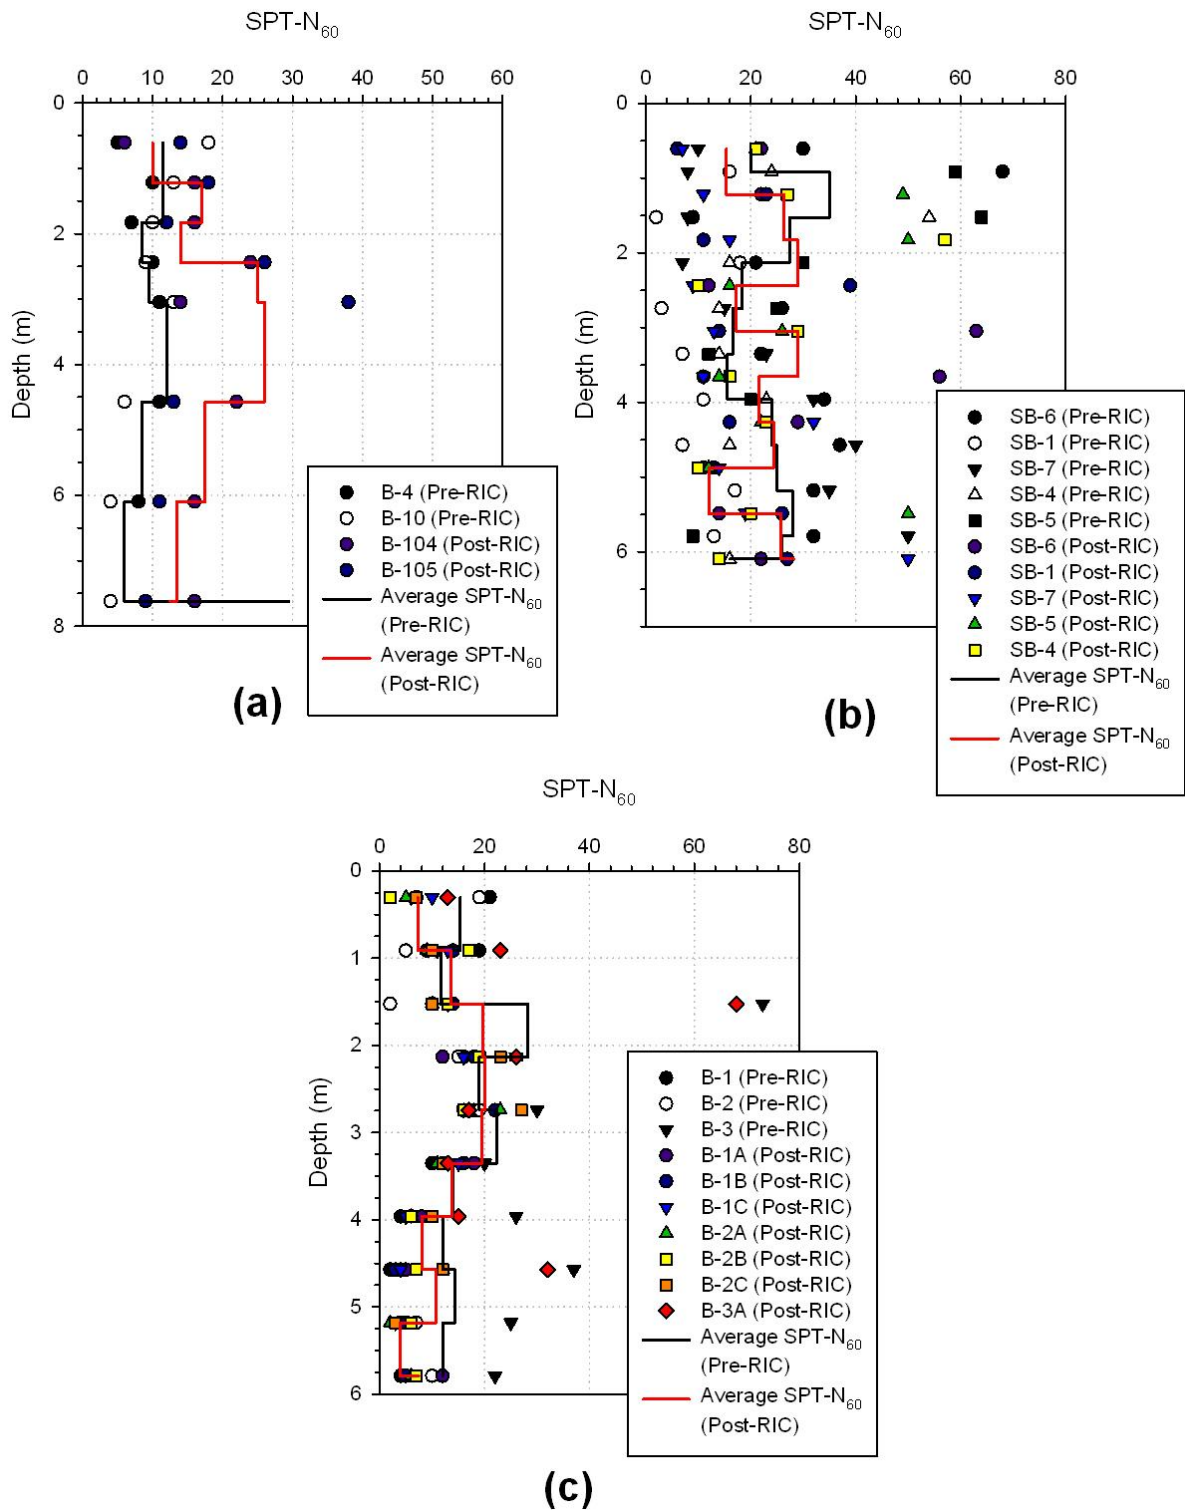 SPT-N60
0 10 20 30 40 50 60
0
2
4
6
8
Depth (m)
B-4 (Pre-RIC)
B-10 (Pre-RIC)
B-104 (Post-RIC)
B-105 (Post-RIC)
Average SPT-N60
(Pre-RIC)
Average SPT-N60
(Post-RIC)
(a)
SPT-N60
0 20 40 60 80
0
2
4
6
Depth (m)
SB-6 (Pre-RIC)
SB-1 (Pre-RIC)
SB-7 (Pre-RIC)
SB-4 (Pre-RIC)
SB-5 (Pre-RIC)
SB-6 (Post-RIC)
SB-1 (Post-RIC)
SB-7 (Post-RIC)
SB-5 (Post-RIC)
SB-4 (Post-RIC)
Average SPT-N60
(Pre-RIC)
Average SPT-N60
(Post-RIC)
(b)
SPT-N60
0 20 40 60 80
0
1
2
3
4
5
6
Depth (m)
B-1 (Pre-RIC)
B-2 (Pre-RIC)
B-3 (Pre-RIC)
B-1A (Post-RIC)
B-1B (Post-RIC)
B-1C (Post-RIC)
B-2A (Post-RIC)
B-2B (Post-RIC)
B-2C (Post-RIC)
B-3A (Post-RIC)
Average SPT-N60
(Pre-RIC)
Average SPT-N60
(Post-RIC)
(c)